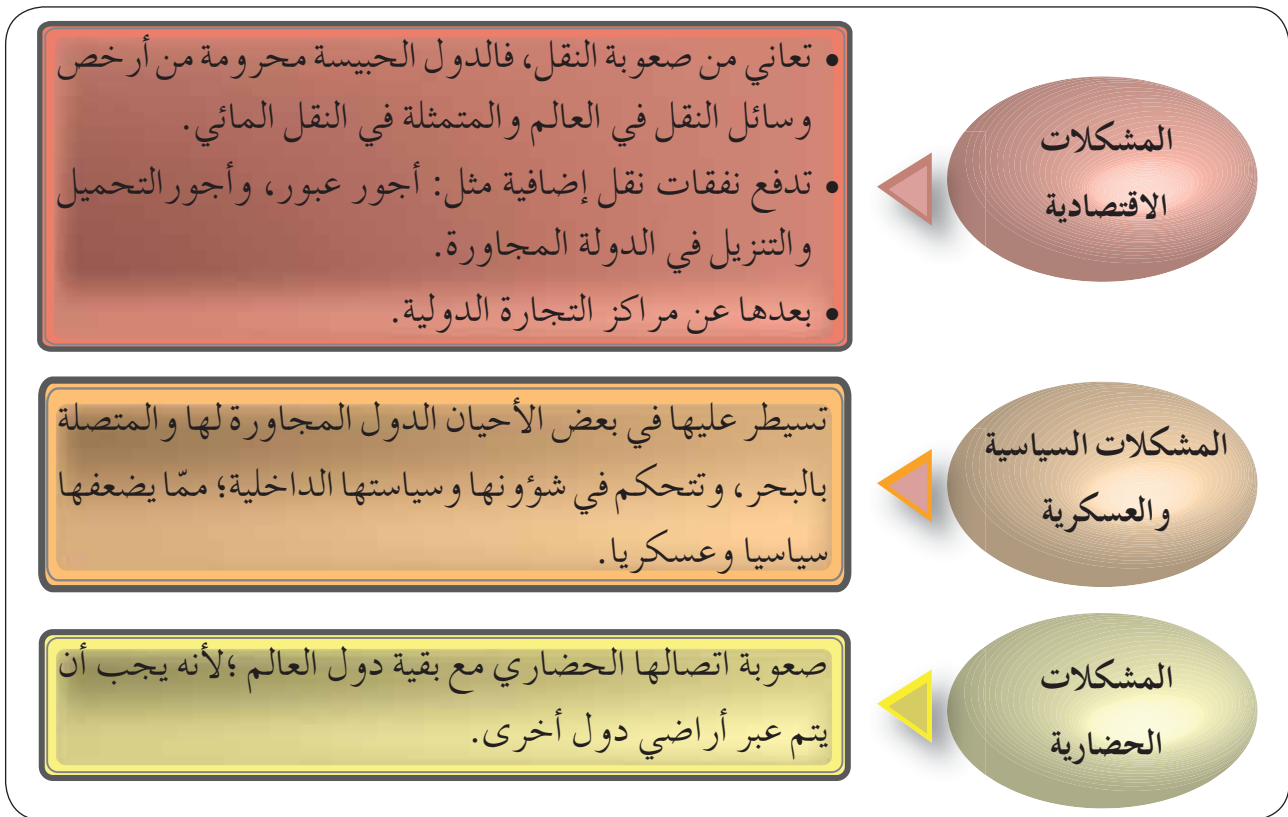 المشكلات
الاقتصادية
• تعاني من صعوبة النقل، فالدول الحبيسة محرومة من أرخص
وسائل النقل في العالم والمتمثلة في النقل المائي.
• تدفع نفقات نقل إضافية مثل: أجور عبور، وأجورالتحميل
والتنزيل في الدولة المجاورة.
• بعدها عن مراكز التجارة الدولية.
المشكلات السياسية
والعسكرية
تسيطر عليها في بعض الأحيان الدول المجاورة لها والمتصلة
بالبحر، وتتحكم في شؤونها وسياستها الداخلية؛ ممّا يضعفها
سياسيا وعسكريا.
المشكلات
الحضارية
صعوبة اتصالها الحضاري مع بقية دول العالم ؛لأنه يجب أن
يتم عبر أراضي دول أخرى.